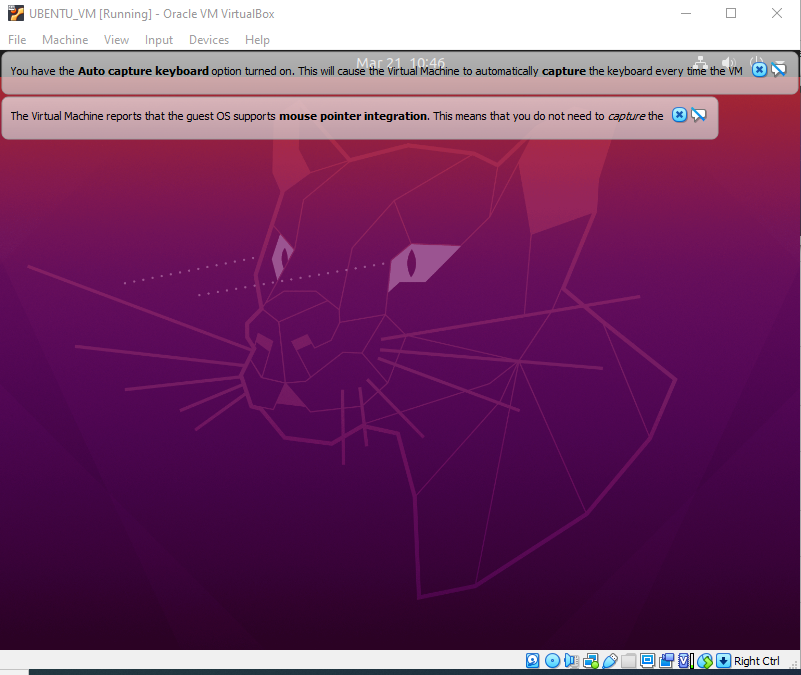 UBENTU_VM [Running] - Oracle VM VirtualBox
File Machine View Input Devices Help
Mar 21 10:46
You have the Auto capture keyboard option turned on. This will cause the Virtual Machine to automatically capture the keyboard every time the VM
The Virtual Machine reports that the guest OS supports mouse pointer integration. This means that you do not need to capture the
Right Ctrl